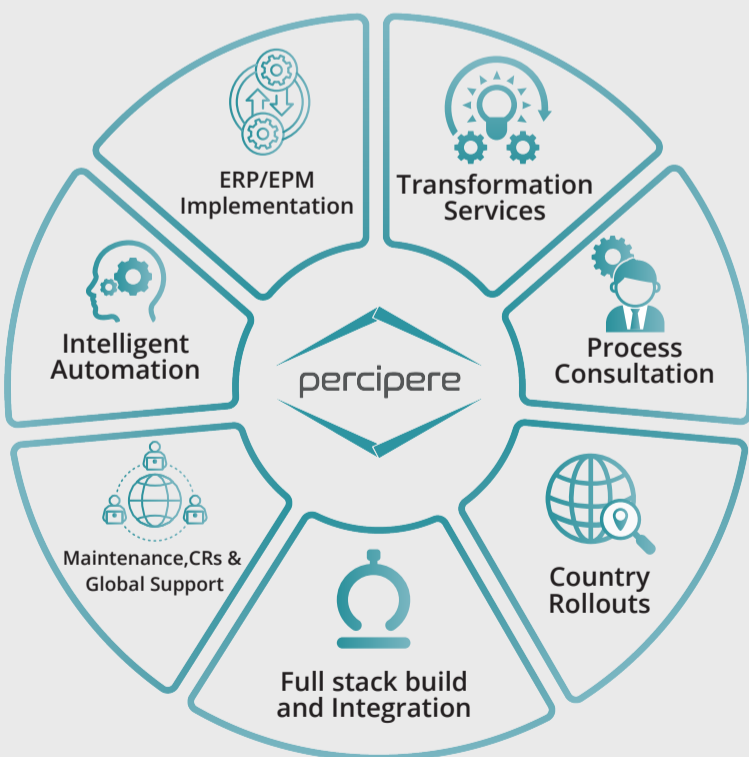 ERP/EPM
Implementation
Transformation
Services
Intelligent
Automation
percipere
Process
Consultation
Maintenance,CRs &
Global Support
Country
Rollouts
Full stack build
and Integration